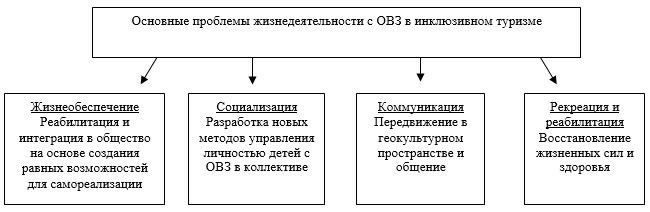 Основные проблемы жизнедеятельности с ОВЗ в инклюзивном туризме
Жизнеобеспечение
Реабилитация и
интеграция в общество
на основе создания
равных возможностей
для самореализации
Социализация
Разработка новых
методов управления
личностью детей с
ОВЗ в коллективе
Коммуникация
Передвижение в
геокультурном
пространстве и
общение
Рекреация и
реабилитация
Восстановление
жизненных сил и
здоровья